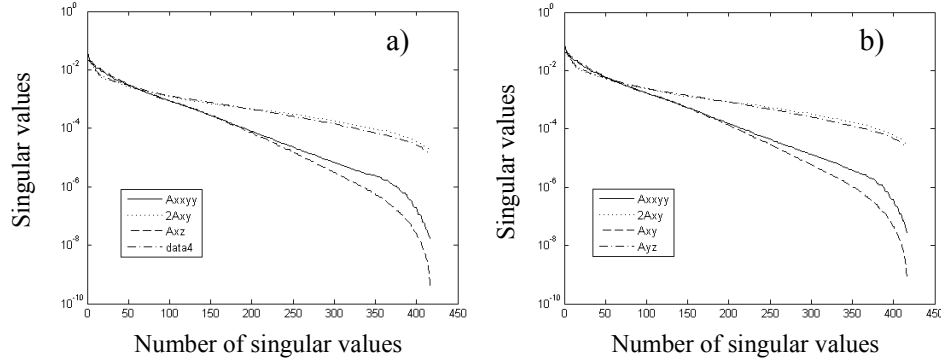 a)
Singular values
10^0
10^-2
10^-4
10^-6
10^-8
10^-10
Axxyy
2Axy
Axz
data4
0 50 100 150 200 250 300 350 400 450
Number of singular values
b)
Singular values
10^0
10^-2
10^-4
10^-6
10^-8
10^-10
Axxyy
2Axy
Axy
Ayz
0 50 100 150 200 250 300 350 400 450
Number of singular values